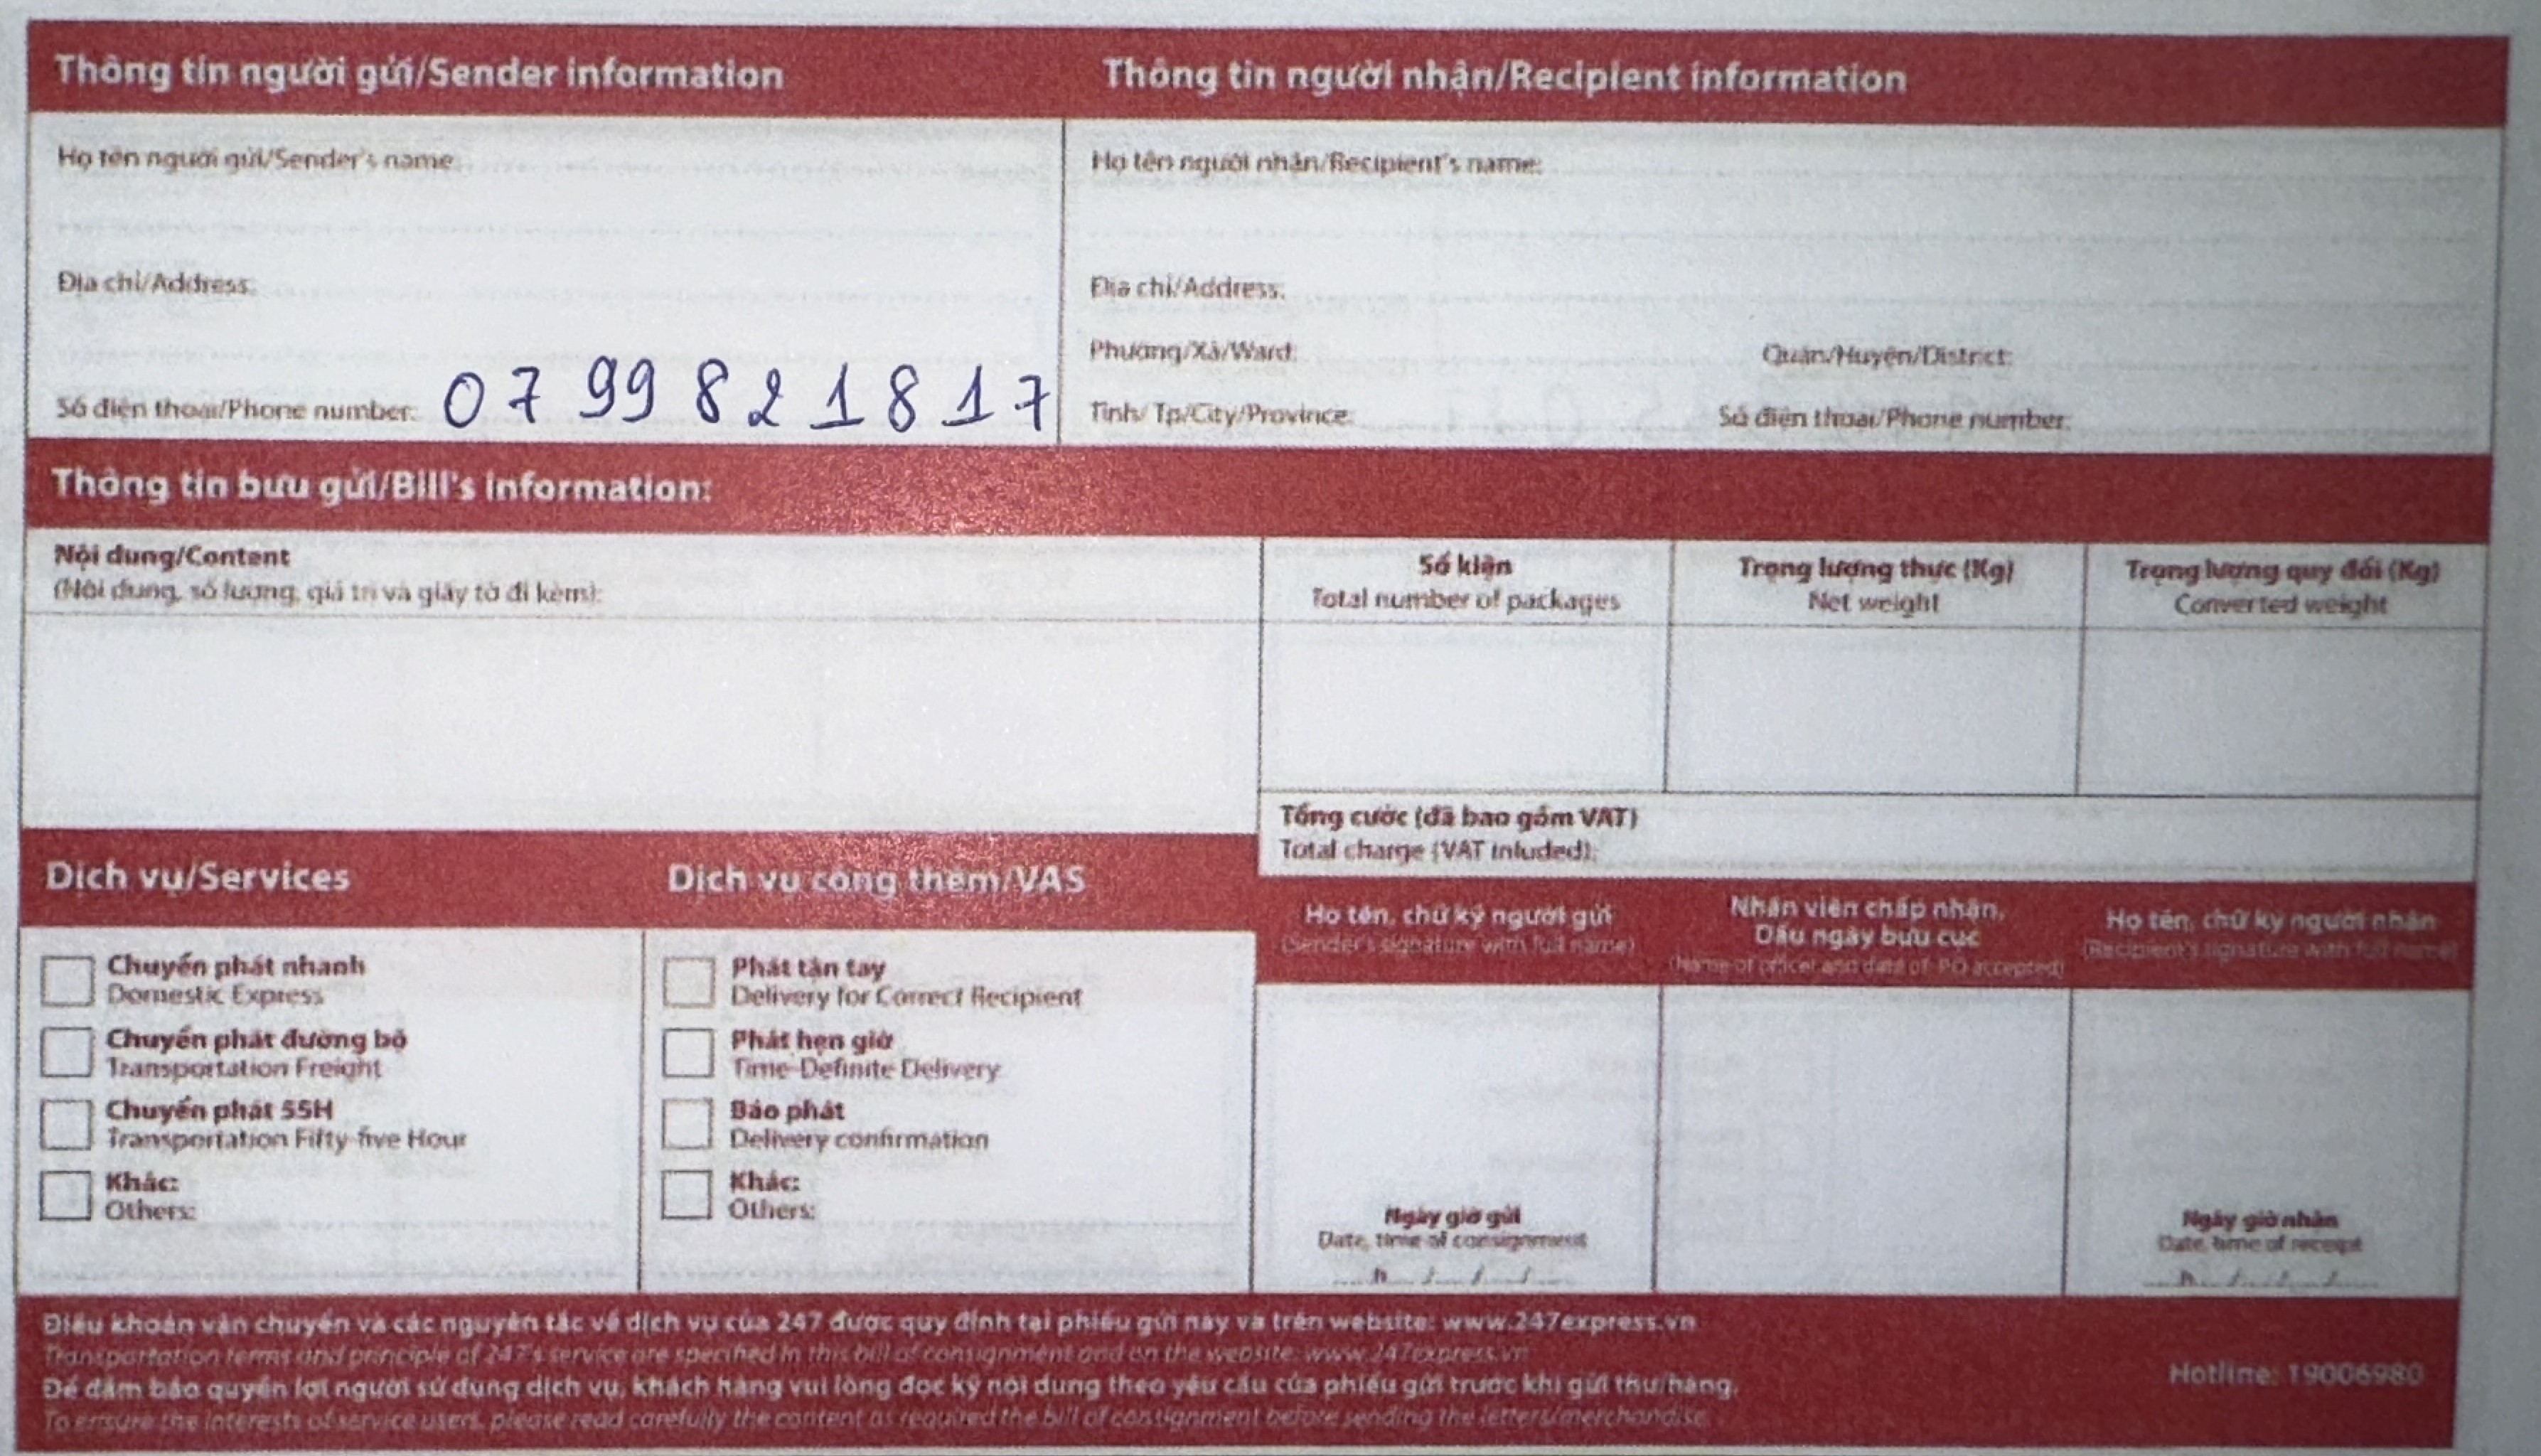 Thông tin người gửi/Sender information
Thông tin người nhận/Recipient information
Họ tên người gửi/Sender's name:
Địa chỉ/Address:
Số điện thoại/Phone number: 0799821817
Họ tên người nhận/Recipient's name:
Địa chỉ/Address:
Phường/Xã/Ward: Quận/Huyện/District:
Tỉnh/ Tp/City/Province: Số điện thoại/Phone number:
Thông tin bưu gửi/Bill's information:
Nội dung/Content
(Nội dung, số lượng, giá trị và giấy tờ đi kèm):
Số kiện
Total number of packages
Trọng lượng thực (Kg)
Net weight
Trọng lượng quy đổi (Kg)
Converted weight
Tổng cước (đã bao gồm VAT)
Total charge (VAT inluded):
Dịch vụ/Services
Chuyển phát nhanh
Domestic Express
Chuyển phát đường bộ
Transportation Freight
Chuyển phát 55H
Transportation Fifty-five Hour
Khác:
Others:
Dịch vụ cộng thêm/VAS
Phát tận tay
Delivery for Correct Recipient
Phát hẹn giờ
Time-Definite Delivery
Báo phát
Delivery confirmation
Khác:
Others:
Họ tên, chữ ký người gửi
(Sender's signature with full name)
Nhân viên chấp nhận,
Dấu ngày bưu cục
(Name of officer and date of PO accepted)
Họ tên, chữ ký người nhận
(Recipient's signature with full name)
Ngày giờ gửi
Date, time of consignment
....h..../..../..../....
Ngày giờ nhận
Date, time of receipt
....h..../..../..../....
Điều khoản vận chuyển và các nguyên tắc về dịch vụ của 247 được quy định tại phiếu gửi này và trên website: www.247express.vn
Transportation terms and principle of 247's service are specified in this bill of consignment and on the website: www.247express.vn
Để đảm bảo quyền lợi người sử dụng dịch vụ, khách hàng vui lòng đọc kỹ nội dung theo yêu cầu của phiếu gửi trước khi gửi thư/hàng.
To ensure the interests of service users, please read carefully the content as required the bill of consignment before sending the letters/merchandise
Hotline: 19006980